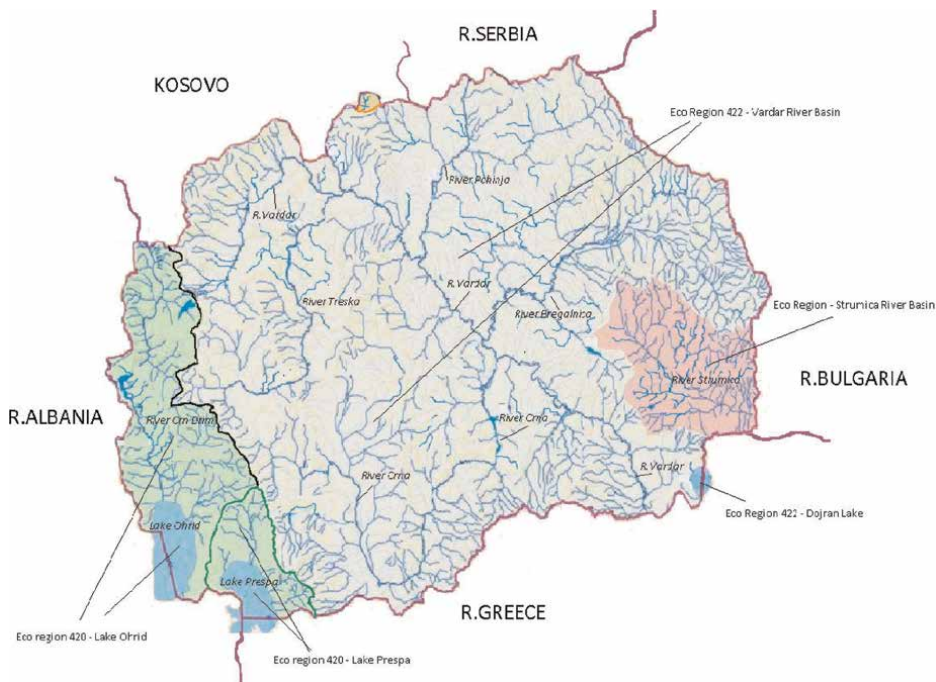 R.SERBIA
KOSOVO
Eco Region 422 - Vardar River Basin
River Pchinja
R.Vardar
R.Vardar
River Treska
River Bregalnica
Eco Region - Strumica River Basin
River Strumica
R.BULGARIA
R.ALBANIA
River Crn Drim
River Crna
River Crna
R.Vardar
Eco Region 422 - Dojran Lake
Lake Ohrid
Lake Prespa
R.GREECE
Eco region 420 - Lake Ohrid
Eco region 420 - Lake Prespa